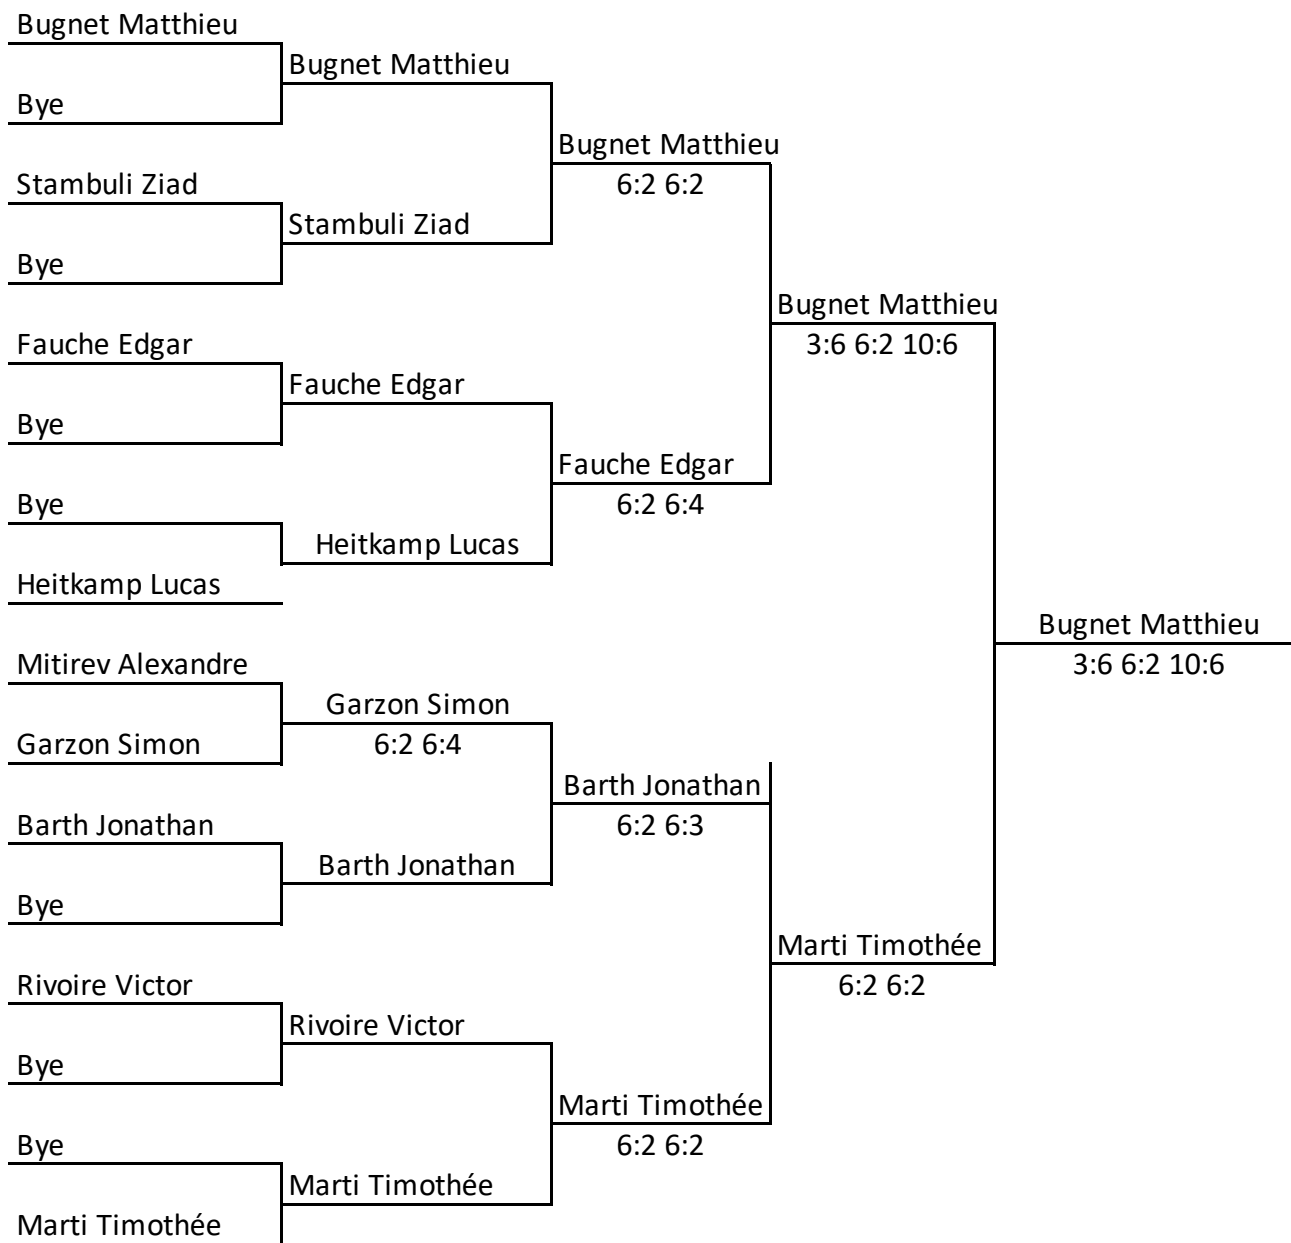 Bugnet Matthieu
Bugnet Matthieu
Bye
Bugnet Matthieu
6:2 6:2
Stambuli Ziad
Stambuli Ziad
Bye
Bugnet Matthieu
3:6 6:2 10:6
Fauche Edgar
Fauche Edgar
Bye
Fauche Edgar
6:2 6:4
Bye
Heitkamp Lucas
Heitkamp Lucas
Bugnet Matthieu
3:6 6:2 10:6
Mitirev Alexandre
Garzon Simon
6:2 6:4
Garzon Simon
Barth Jonathan
6:2 6:3
Barth Jonathan
Barth Jonathan
Bye
Marti Timothée
6:2 6:2
Rivoire Victor
Rivoire Victor
Bye
Marti Timothée
6:2 6:2
Bye
Marti Timothée
Marti Timothée